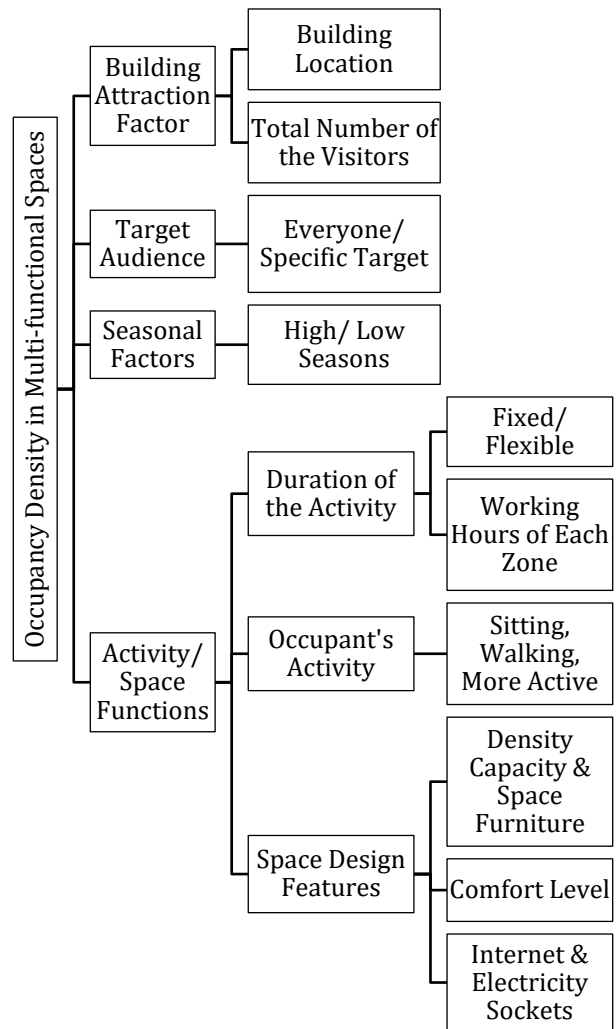 Occupancy Density in Multi-functional Spaces
Building
Attraction
Factor
Building
Location
Total Number of
the Visitors
Target
Audience
Everyone/
Specific Target
Seasonal
Factors
High/ Low
Seasons
Activity/
Space
Functions
Duration of
the Activity
Fixed/
Flexible
Working
Hours of Each
Zone
Occupant's
Activity
Sitting,
Walking,
More Active
Space Design
Features
Density
Capacity &
Space
Furniture
Comfort Level
Internet &
Electricity
Sockets